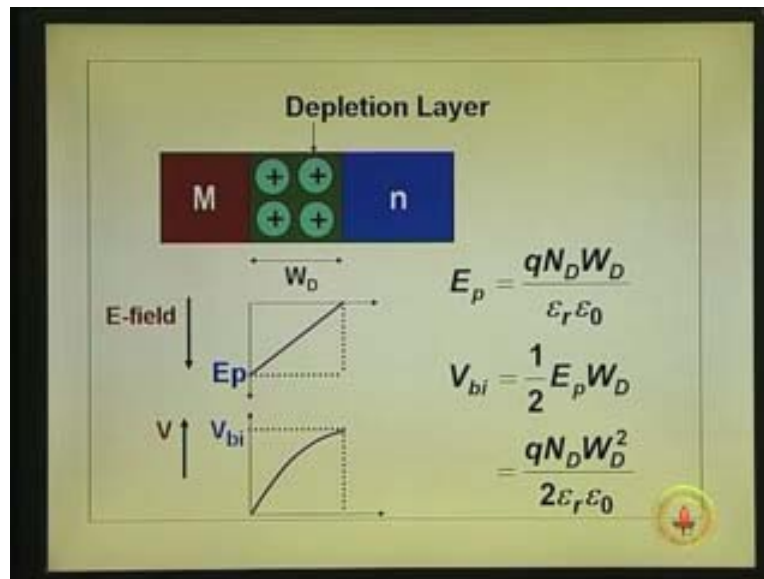 Depletion Layer
M
+ +
+ +
n
W_D
E-field
Ep
V
V_bi
E_p = qN_DW_D / ε_rε_0
V_bi = 1/2 E_pW_D
= qN_DW_D^2 / 2ε_rε_0